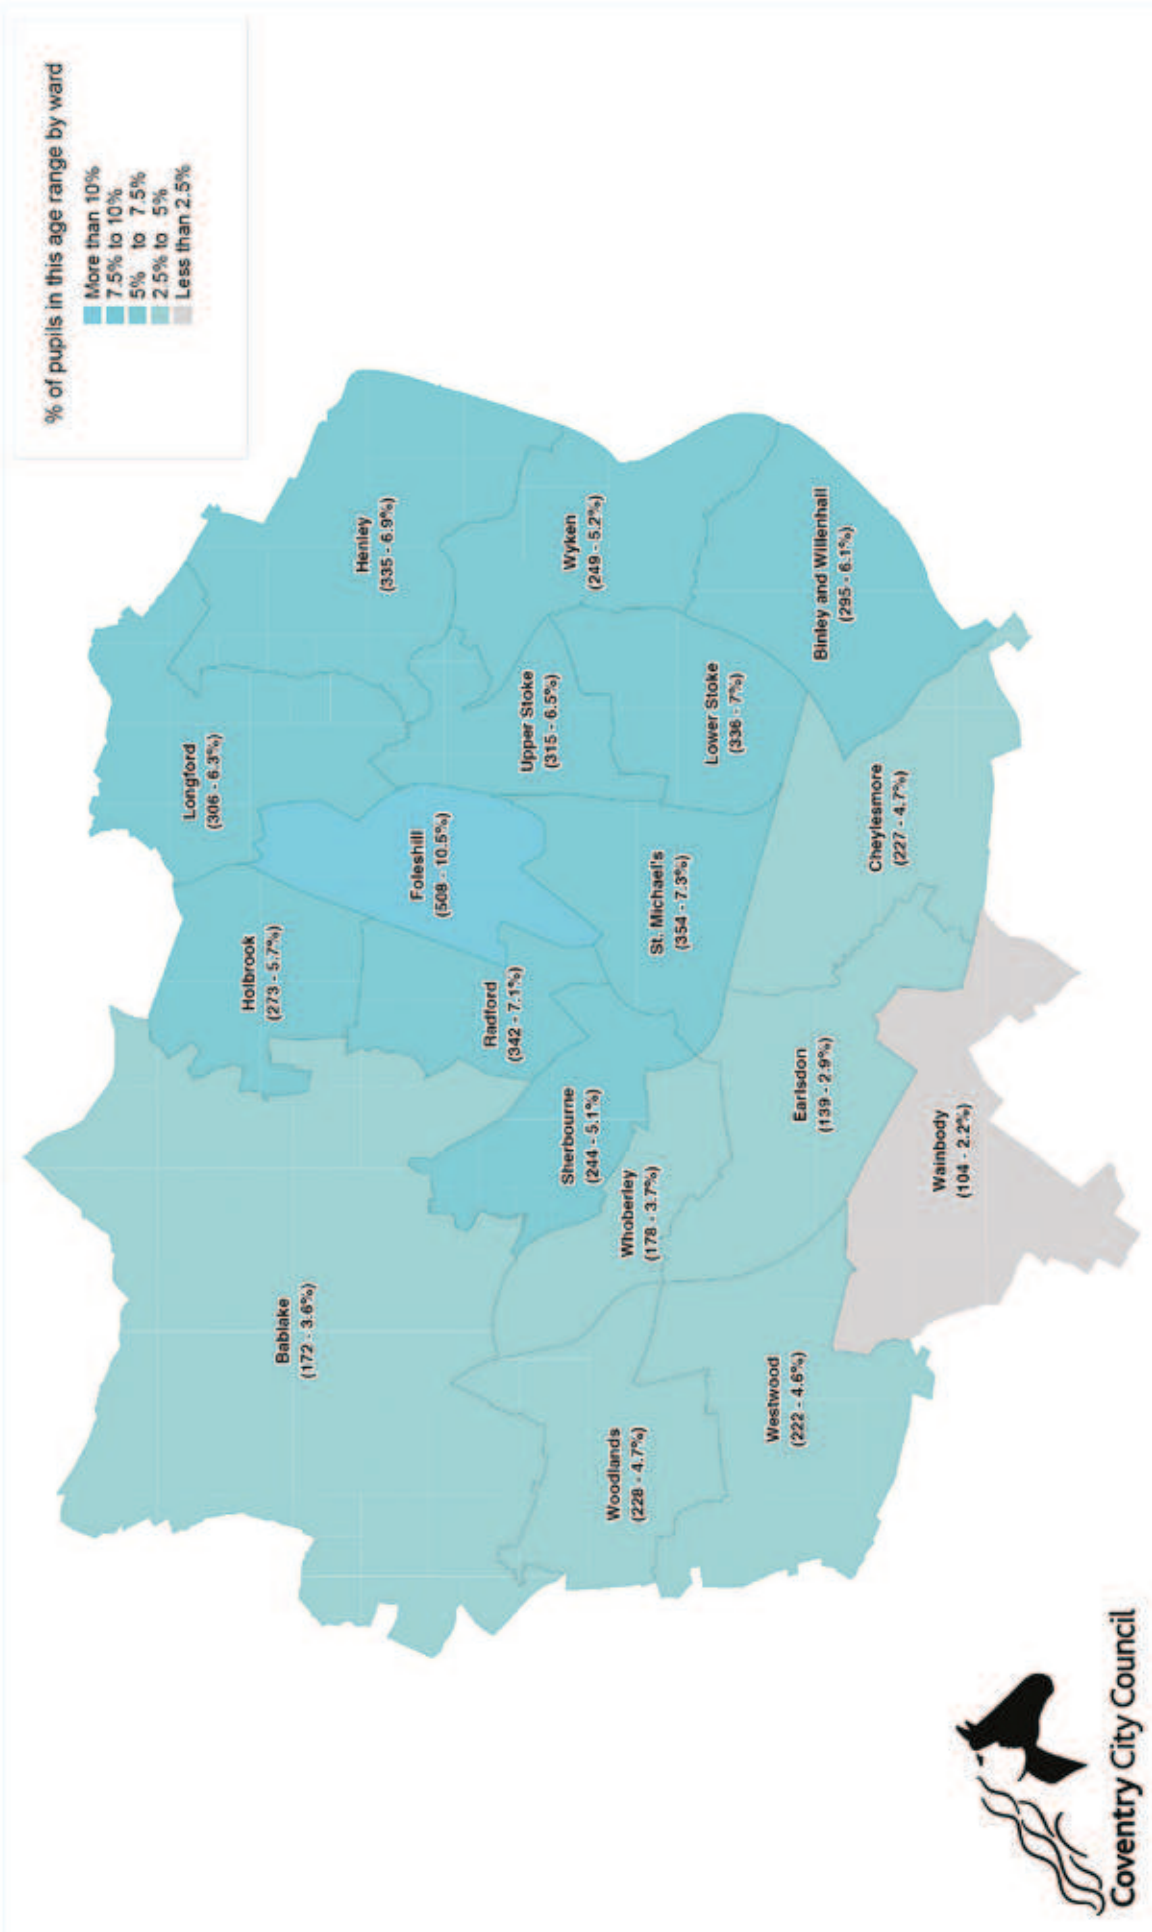 % of pupils in this age range by ward
More than 10%
7.5% to 10%
5% to 7.5%
2.5% to 5%
Less than 2.5%
Longford
(306 - 6.3%)
Holbrook
(273 - 5.7%)
Bablake
(172 - 3.6%)
Henley
(335 - 6.9%)
Foleshill
(508 - 10.5%)
Radford
(342 - 7.1%)
Upper Stoke
(315 - 6.5%)
Wyken
(249 - 5.2%)
Sherbourne
(244 - 5.1%)
Whoberley
(178 - 3.7%)
Woodlands
(228 - 4.7%)
St. Michael's
(354 - 7.3%)
Lower Stoke
(336 - 7%)
Binley and Willenhall
(295 - 6.1%)
Westwood
(222 - 4.6%)
Earlsdon
(139 - 2.9%)
Cheylesmore
(227 - 4.7%)
Wainbody
(104 - 2.2%)
Coventry City Council